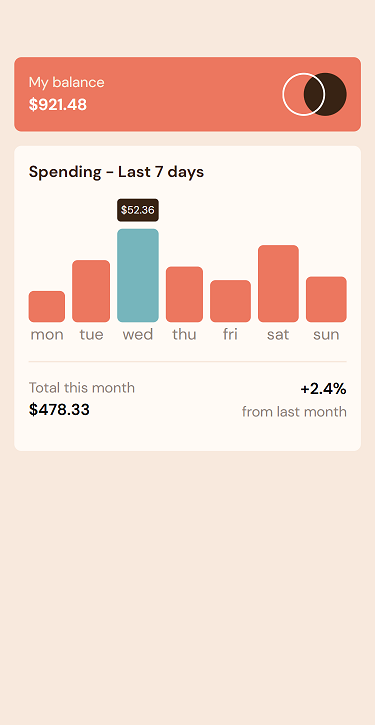 My balance
$921.48
Spending - Last 7 days
$52.36
mon tue wed thu fri sat sun
Total this month
$478.33
+2.4%
from last month